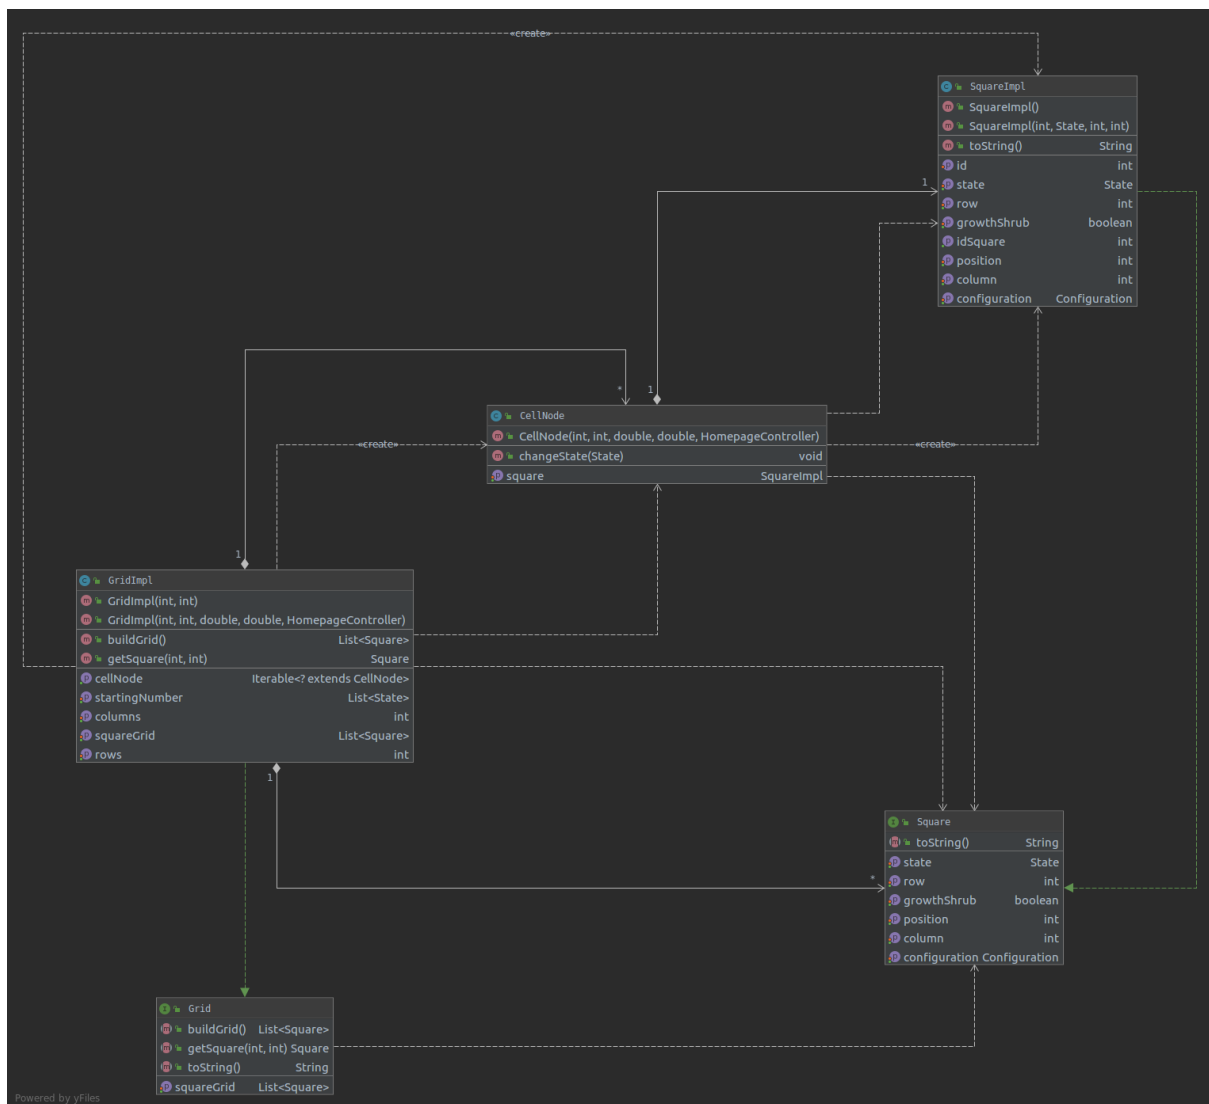 «create»
SquareImpl
SquareImpl()
SquareImpl(int, State, int, int)
toString() String
id int
state State
row int
growthShrub boolean
idSquare int
position int
column int
configuration Configuration
1
*
1
CellNode
CellNode(int, int, double, double, HomepageController)
changeState(State) void
square SquareImpl
«create»
«create»
1
GridImpl
GridImpl(int, int)
GridImpl(int, int, double, double, HomepageController)
buildGrid() List<Square>
getSquare(int, int) Square
cellNode Iterable<? extends CellNode>
startingNumber List<State>
columns int
squareGrid List<Square>
rows int
1
*
Square
toString() String
state State
row int
growthShrub boolean
position int
column int
configuration Configuration
Grid
buildGrid() List<Square>
getSquare(int, int) Square
toString() String
squareGrid List<Square>
Powered by yFiles